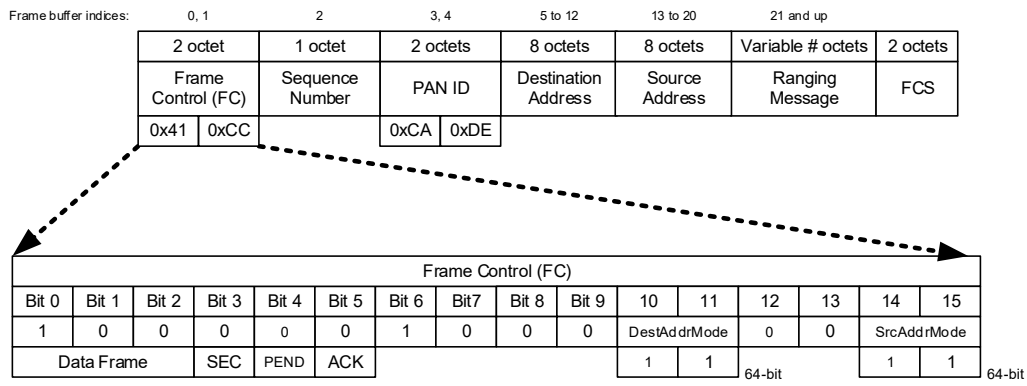 Frame buffer indices: 0, 1 2 3, 4 5 to 12 13 to 20 21 and up
2 octet 1 octet 2 octets 8 octets 8 octets Variable # octets 2 octets
Frame Control (FC) Sequence Number PAN ID Destination Address Source Address Ranging Message FCS
0x41 0xCC 0xCA 0xDE
Frame Control (FC)
Bit 0 Bit 1 Bit 2 Bit 3 Bit 4 Bit 5 Bit 6 Bit7 Bit 8 Bit 9 10 11 12 13 14 15
1 0 0 0 0 0 1 0 0 0 DestAddrMode 0 0 SrcAddrMode
Data Frame SEC PEND ACK 1 1 64-bit 1 1 64-bit